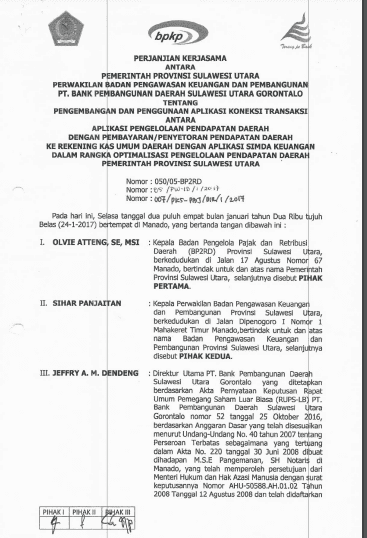 bpkp
Torang pe Bank
PERJANJIAN KERJASAMA
ANTARA
PEMERINTAH PROVINSI SULAWESI UTARA
PERWAKILAN BADAN PENGAWASAN KEUANGAN DAN PEMBANGUNAN
PT. BANK PEMBANGUNAN DAERAH SULAWESI UTARA GORONTALO
TENTANG
PENGEMBANGAN DAN PENGGUNAAN APLIKASI KONEKSI TRANSAKSI
ANTARA
APLIKASI PENGELOLAAN PENDAPATAN DAERAH
DENGAN PEMBAYARAN/PENYETORAN PENDAPATAN DAERAH
KE REKENING KAS UMUM DAERAH DENGAN APLIKASI SIMDA KEUANGAN
DALAM RANGKA OPTIMALISASI PENGELOLAAN PENDAPATAN DAERAH
PEMERINTAH PROVINSI SULAWESI UTARA
Nomor : 050/05-BP2RD
Nomor :
Nomor : 007/PKS-
Pada hari ini, Selasa tanggal dua puluh empat bulan januari tahun Dua Ribu tujuh
Belas (24-1-2017) bertempat di Manado, yang bertanda tangan dibawah ini :
I. OLVIE ATTENG, SE, MSI : Kepala Badan Pengelola Pajak dan Retribusi
Daerah (BP2RD) Provinsi Sulawesi Utara,
berkedudukan di Jalan 17 Agustus Nomor 67
Manado, bertindak untuk dan atas nama Pemerintah
Provinsi Sulawesi Utara, selanjutnya disebut PIHAK
PERTAMA.
II. SIHAR PANJAITAN : Kepala Perwakilan Badan Pengawasan Keuangan
dan Pembangunan Provinsi Sulawesi Utara,
berkedudukan di Jalan Dipenogoro I Nomor 1
Mahakeret Timur Manado,bertindak untuk dan atas
nama Badan Pengawasan Keuangan dan
Pembangunan Provinsi Sulawesi Utara, selanjutnya
disebut PIHAK KEDUA.
III. JEFFRY A. M. DENDENG : Direktur Utama PT. Bank Pembangunan Daerah
Sulawesi Utara Gorontalo yang ditetapkan
berdasarkan Akta Pernyataan Keputusan Rapat
Umum Pemegang Saham Luar Biasa (RUPS-LB) PT.
Bank Pembangunan Daerah Sulawesi Utara
Gorontalo nomor 52 tanggal 25 Oktober 2016,
berdasarkan Anggaran Dasar yang telah disesuaikan
menurut Undang-Undang No. 40 tahun 2007 tentang
Perseroan Terbatas sebagaimana yang tertuang
dalam Akta No. 220 tanggal 30 Juni 2008 dibuat
dihadapan M.S.E Pangemanan, SH Notaris di
Manado, yang telah memperoleh persetujuan dari
Menteri Hukum dan Hak Azasi Manusia dengan surat
keputusannya Nomor AHU-50588.AH.01.02 Tahun
2008 Tanggal 12 Agustus 2008 dan telah didaftarkan
PIHAK I PIHAK II PIHAK III